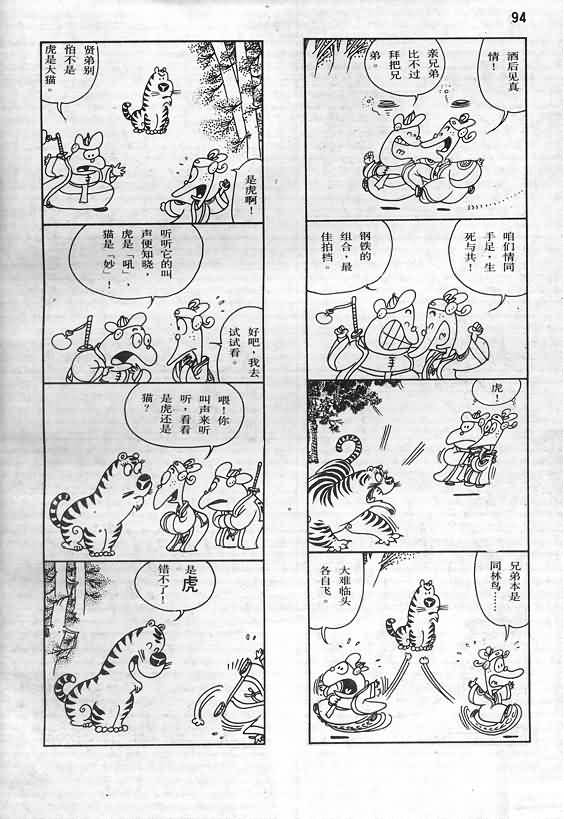 94
酒后见真
情！
亲兄弟
比不过
拜把兄
弟。
咱们情同
手足，生
死与共！
钢铁的
组合，最
佳拍档。
虎！
兄弟本是
同林鸟……
大难临头
各自飞。
是虎啊！
贤弟别
怕不是
虎是大猫。
听听它的叫
声便知晓，
虎是「吼」，
猫是「妙」！
好吧，我去
试试看。
喂！你
叫声来听
听，看看
是虎还是
猫？
是虎
错不了！